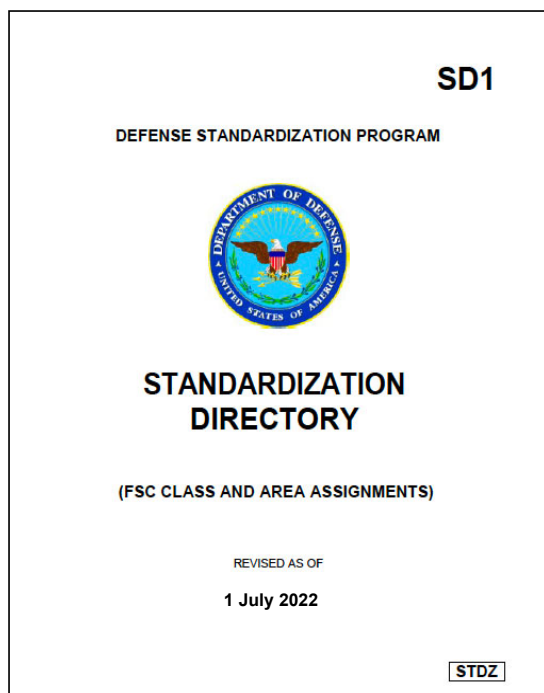 SD1
DEFENSE STANDARDIZATION PROGRAM
DEPARTMENT OF DEFENSE
UNITED STATES OF AMERICA
STANDARDIZATION
DIRECTORY
(FSC CLASS AND AREA ASSIGNMENTS)
REVISED AS OF
1 July 2022
STDZ